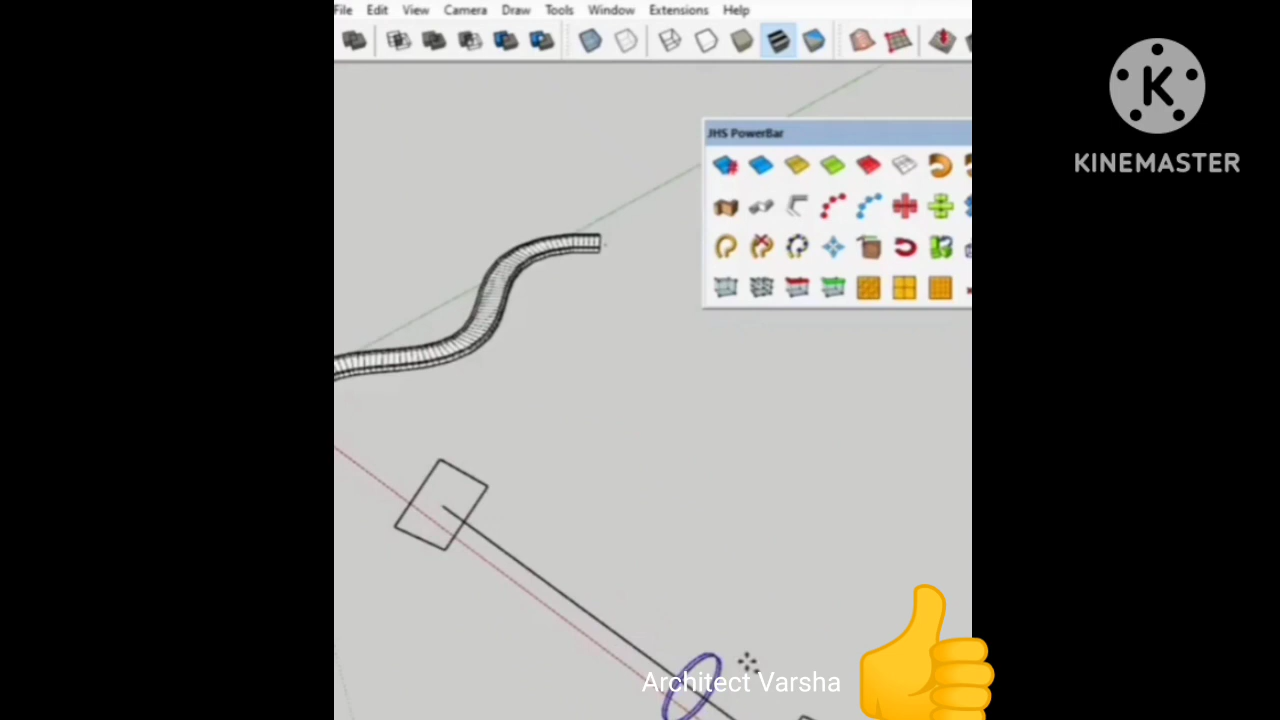 File Edit View Camera Draw Tools Window Extensions Help
JHS PowerBar
K
KINEMASTER
Architect Varsha